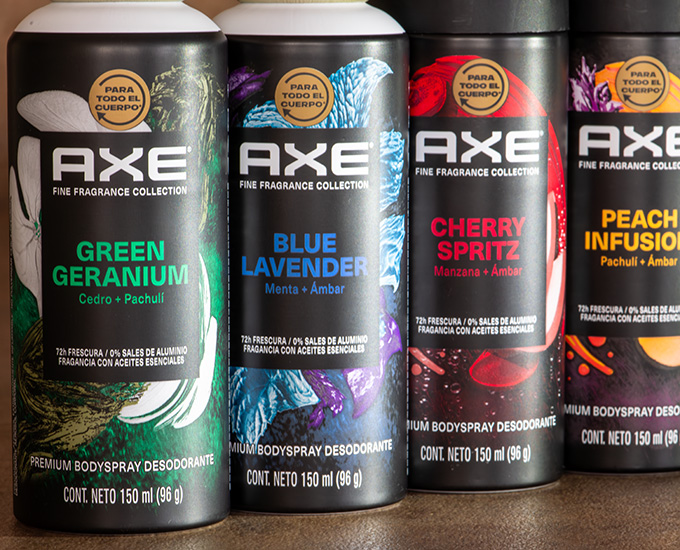 PARA
TODO EL
CUERPO*
AXE
FINE FRAGRANCE COLLECTION
GREEN
GERANIUM
Cedro + Pachulí
72h FRESCURA / 0% SALES DE ALUMINIO
FRAGANCIA CON ACEITES ESENCIALES
PREMIUM BODYSPRAY DESODORANTE
CONT. NETO 150 ml (96 g)
PARA
TODO EL
CUERPO*
AXE
FINE FRAGRANCE COLLECTION
BLUE
LAVENDER
Menta + Ámbar
72h FRESCURA / 0% SALES DE ALUMINIO
FRAGANCIA CON ACEITES ESENCIALES
IUM BODYSPRAY DESODORANTE
CONT. NETO 150 ml (96 g)
PARA
TODO EL
CUERPO*
AXE
FINE FRAGRANCE COLLECTION
CHERRY
SPRITZ
Manzana + Ámbar
72h FRESCURA / 0% SALES DE ALUMINIO
FRAGANCIA CON ACEITES ESENCIALES
IUM BODYSPRAY DESODORANTE
CONT. NETO 150 ml (96 g)
PARA
TODO EL
CUERPO*
AXE
FINE FRAGRANCE COLLECTION
PEACH
INFUSION
Pachulí + Ámbar
72h FRESCURA / 0% SALES DE ALUMINI
FRAGANCIA CON ACEITES ESENCIALES
MIUM BODYSPRAY DESO
CONT. NETO 150 ml (96 g)